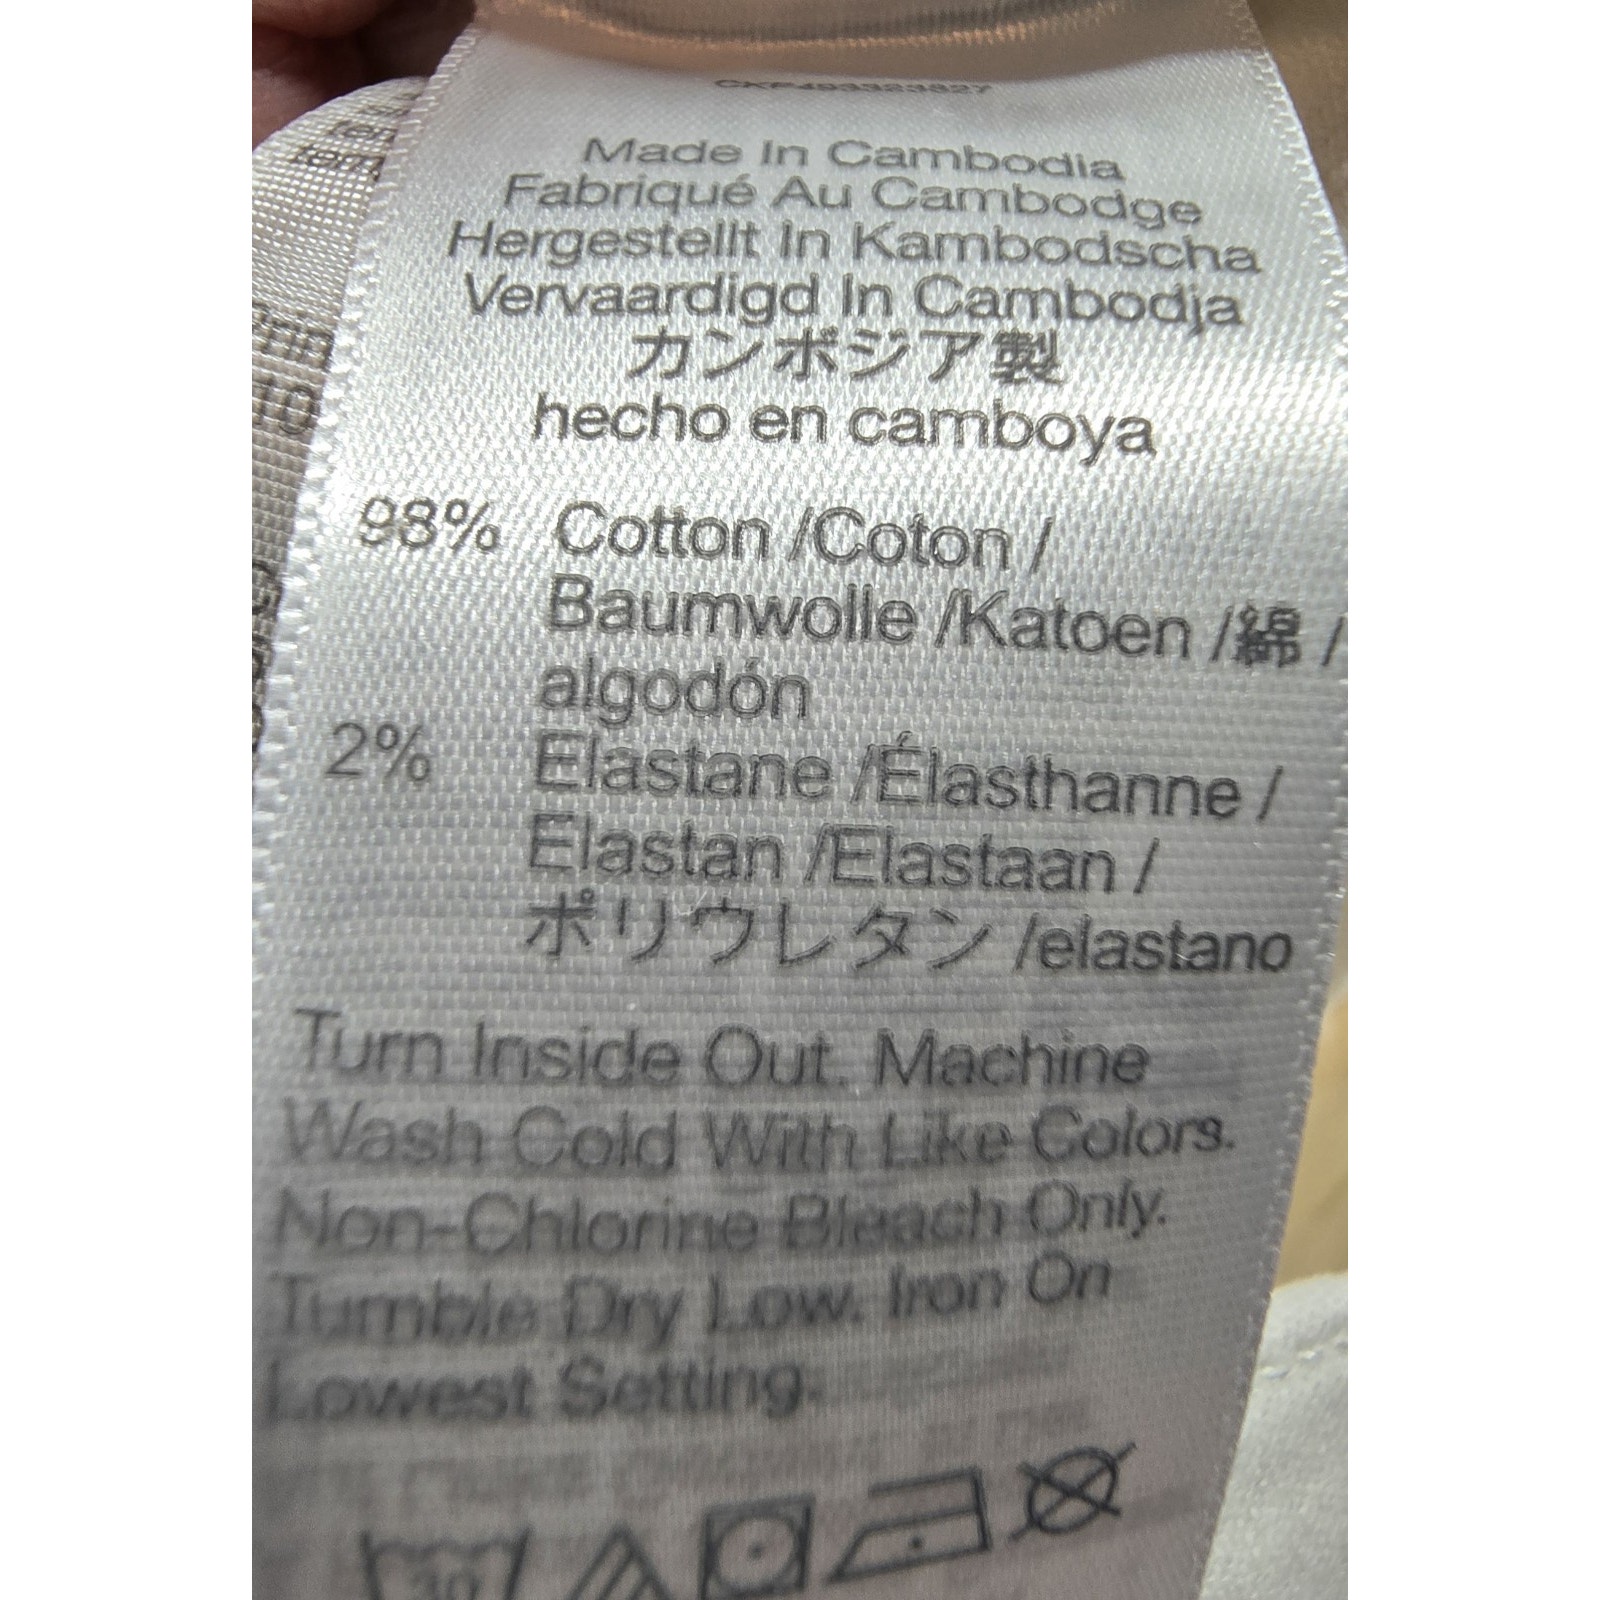 Made In Cambodia
Fabriqué Au Cambodge
Hergestellt In Kambodscha
Vervaardigd In Cambodja
カンボジア製
hecho en camboya
98% Cotton /Coton /
Baumwolle /Katoen /綿 /
algodón
2% Elastane /Élasthanne /
Elastan /Elastaan /
ポリウレタン /elastano
Turn Inside Out. Machine
Wash Cold With Like Colors.
Non-Chlorine Bleach Only.
Tumble Dry Low. Iron On
Lowest Setting.
30